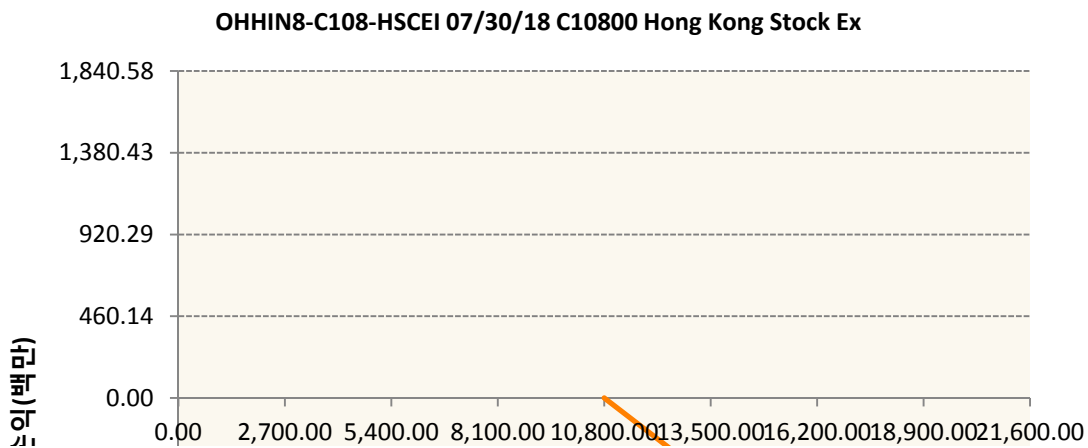 OHHIN8-C108-HSCEI 07/30/18 C10800 Hong Kong Stock Ex
1,840.58
1,380.43
920.29
460.14
0.00
익(백만)
0.00 2,700.00 5,400.00 8,100.00 10,800.00 13,500.00 16,200.00 18,900.00 21,600.00